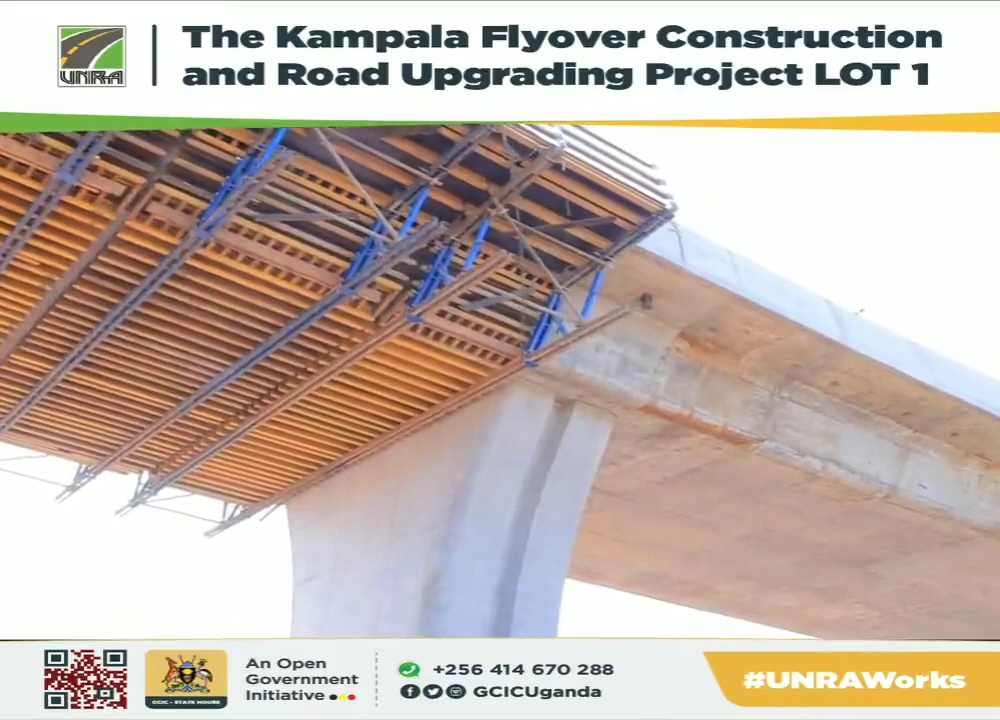 UNRA
The Kampala Flyover Construction
and Road Upgrading Project LOT 1
GCIC - STATE HOUSE
An Open
Government
Initiative
+256 414 670 288
GCICUganda
#UNRAWorks